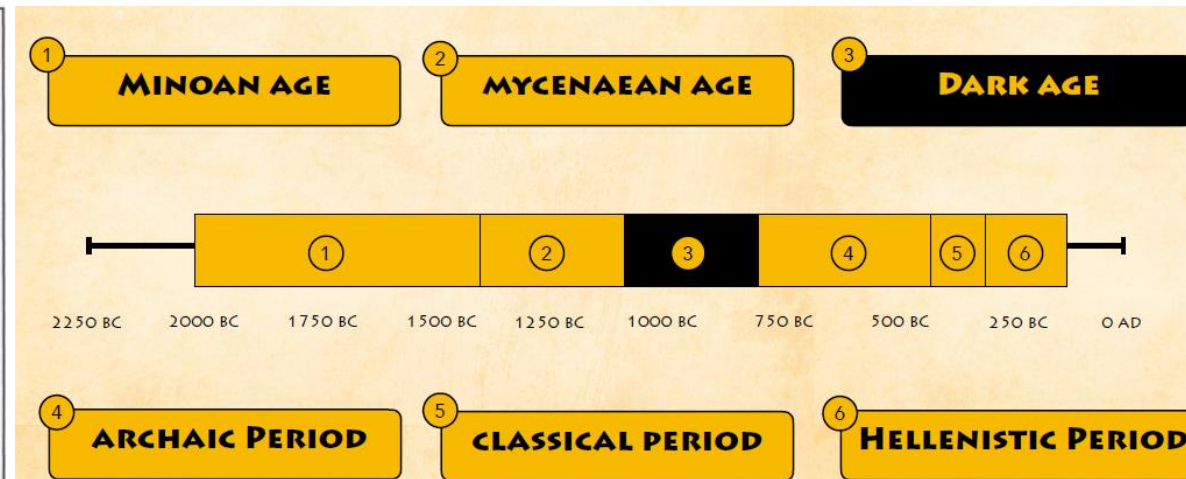 1
MINOAN AGE
2
MYCENAEAN AGE
3
DARK AGE
1 2 3 4 5 6
2250 BC 2000 BC 1750 BC 1500 BC 1250 BC 1000 BC 750 BC 500 BC 250 BC 0 AD
4
ARCHAIC PERIOD
5
CLASSICAL PERIOD
6
HELLENISTIC PERIOD